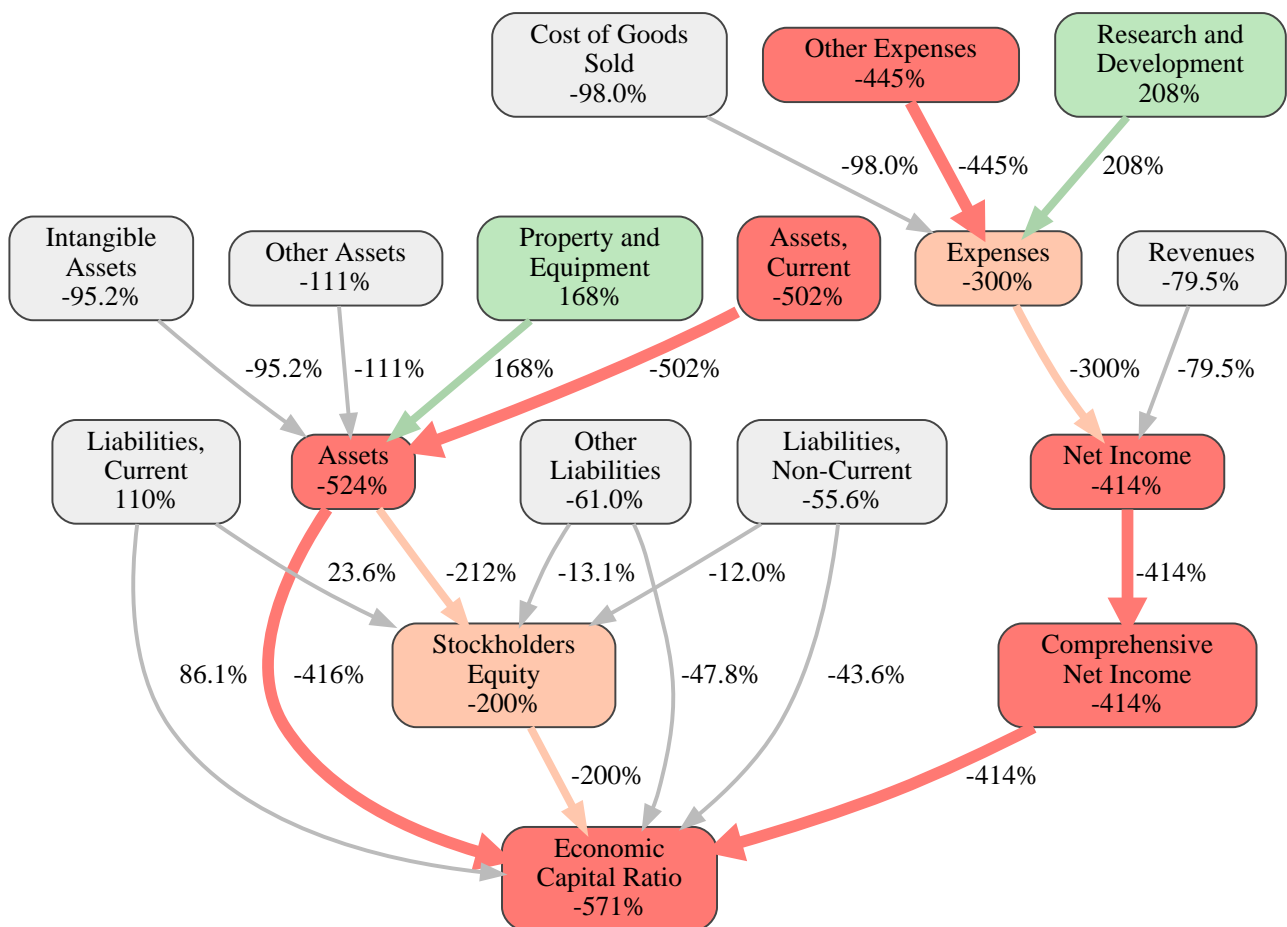 Cost of Goods
Sold
-98.0%
Other Expenses
-445%
Research and
Development
208%
-98.0%
-445%
208%
Intangible
Assets
-95.2%
Other Assets
-111%
Property and
Equipment
168%
Assets,
Current
-502%
Expenses
-300%
Revenues
-79.5%
-95.2%
-111%
168%
-502%
-300%
-79.5%
Liabilities,
Current
110%
Assets
-524%
Other
Liabilities
-61.0%
Liabilities,
Non-Current
-55.6%
Net Income
-414%
23.6%
-212%
-13.1%
-12.0%
-414%
Stockholders
Equity
-200%
Comprehensive
Net Income
-414%
86.1%
-416%
-47.8%
-43.6%
-200%
-414%
Economic
Capital Ratio
-571%